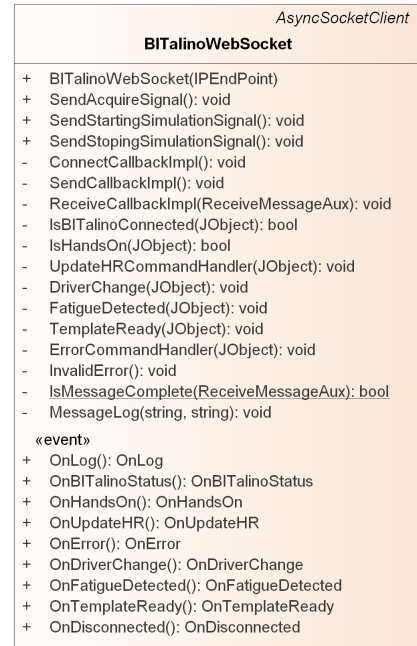 AsyncSocketClient
BITalinoWebSocket
+ BITalinoWebSocket(IPEndPoint)
+ SendAcquireSignal(): void
+ SendStartingSimulationSignal(): void
+ SendStopingSimulationSignal(): void
- ConnectCallbackImpl(): void
- SendCallbackImpl(): void
- ReceiveCallbackImpl(ReceiveMessageAux): void
- IsBITalinoConnected(JObject): bool
- IsHandsOn(JObject): bool
- UpdateHRCommandHandler(JObject): void
- DriverChange(JObject): void
- FatigueDetected(JObject): void
- TemplateReady(JObject): void
- ErrorCommandHandler(JObject): void
- InvalidError(): void
- IsMessageComplete(ReceiveMessageAux): bool
- MessageLog(string, string): void
«event»
+ OnLog(): OnLog
+ OnBITalinoStatus(): OnBITalinoStatus
+ OnHandsOn(): OnHandsOn
+ OnUpdateHR(): OnUpdateHR
+ OnError(): OnError
+ OnDriverChange(): OnDriverChange
+ OnFatigueDetected(): OnFatigueDetected
+ OnTemplateReady(): OnTemplateReady
+ OnDisconnected(): OnDisconnected